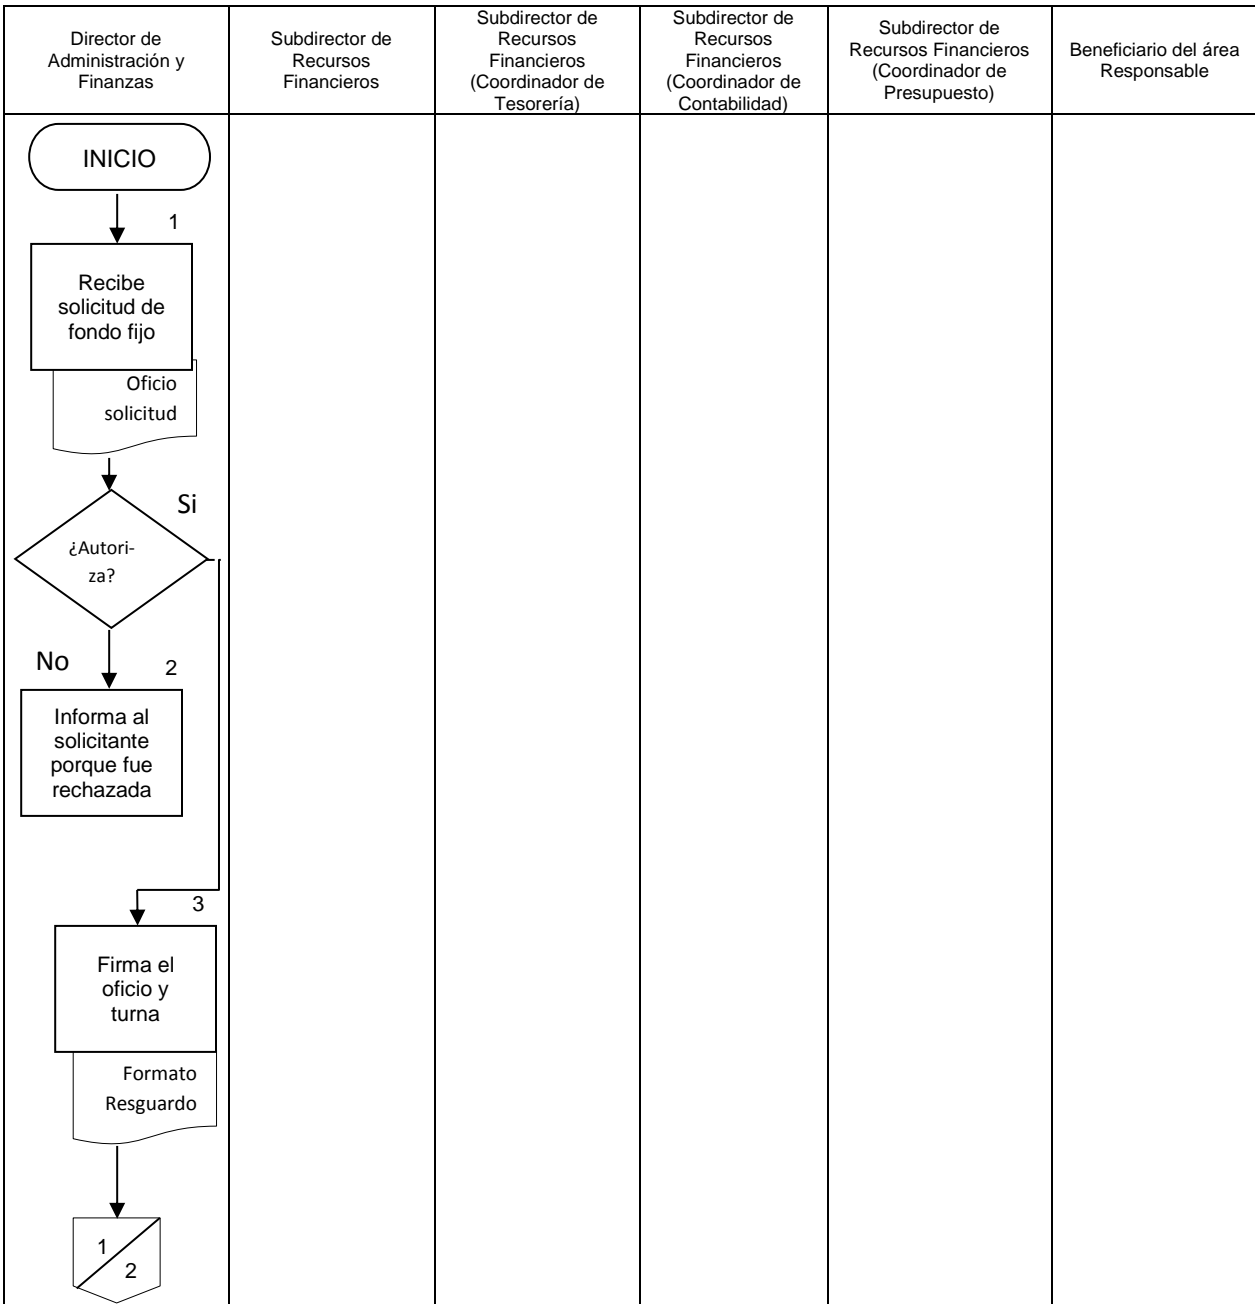 Director de
Administración y
Finanzas
Subdirector de
Recursos
Financieros
Subdirector de
Recursos
Financieros
(Coordinador de
Tesorería)
Subdirector de
Recursos
Financieros
(Coordinador de
Contabilidad)
Subdirector de
Recursos Financieros
(Coordinador de
Presupuesto)
Beneficiario del área
Responsable
INICIO
1
Recibe
solicitud de
fondo fijo
Oficio
solicitud
Si
¿Autori-
za?
No
2
Informa al
solicitante
porque fue
rechazada
3
Firma el
oficio y
turna
Formato
Resguardo
1
2